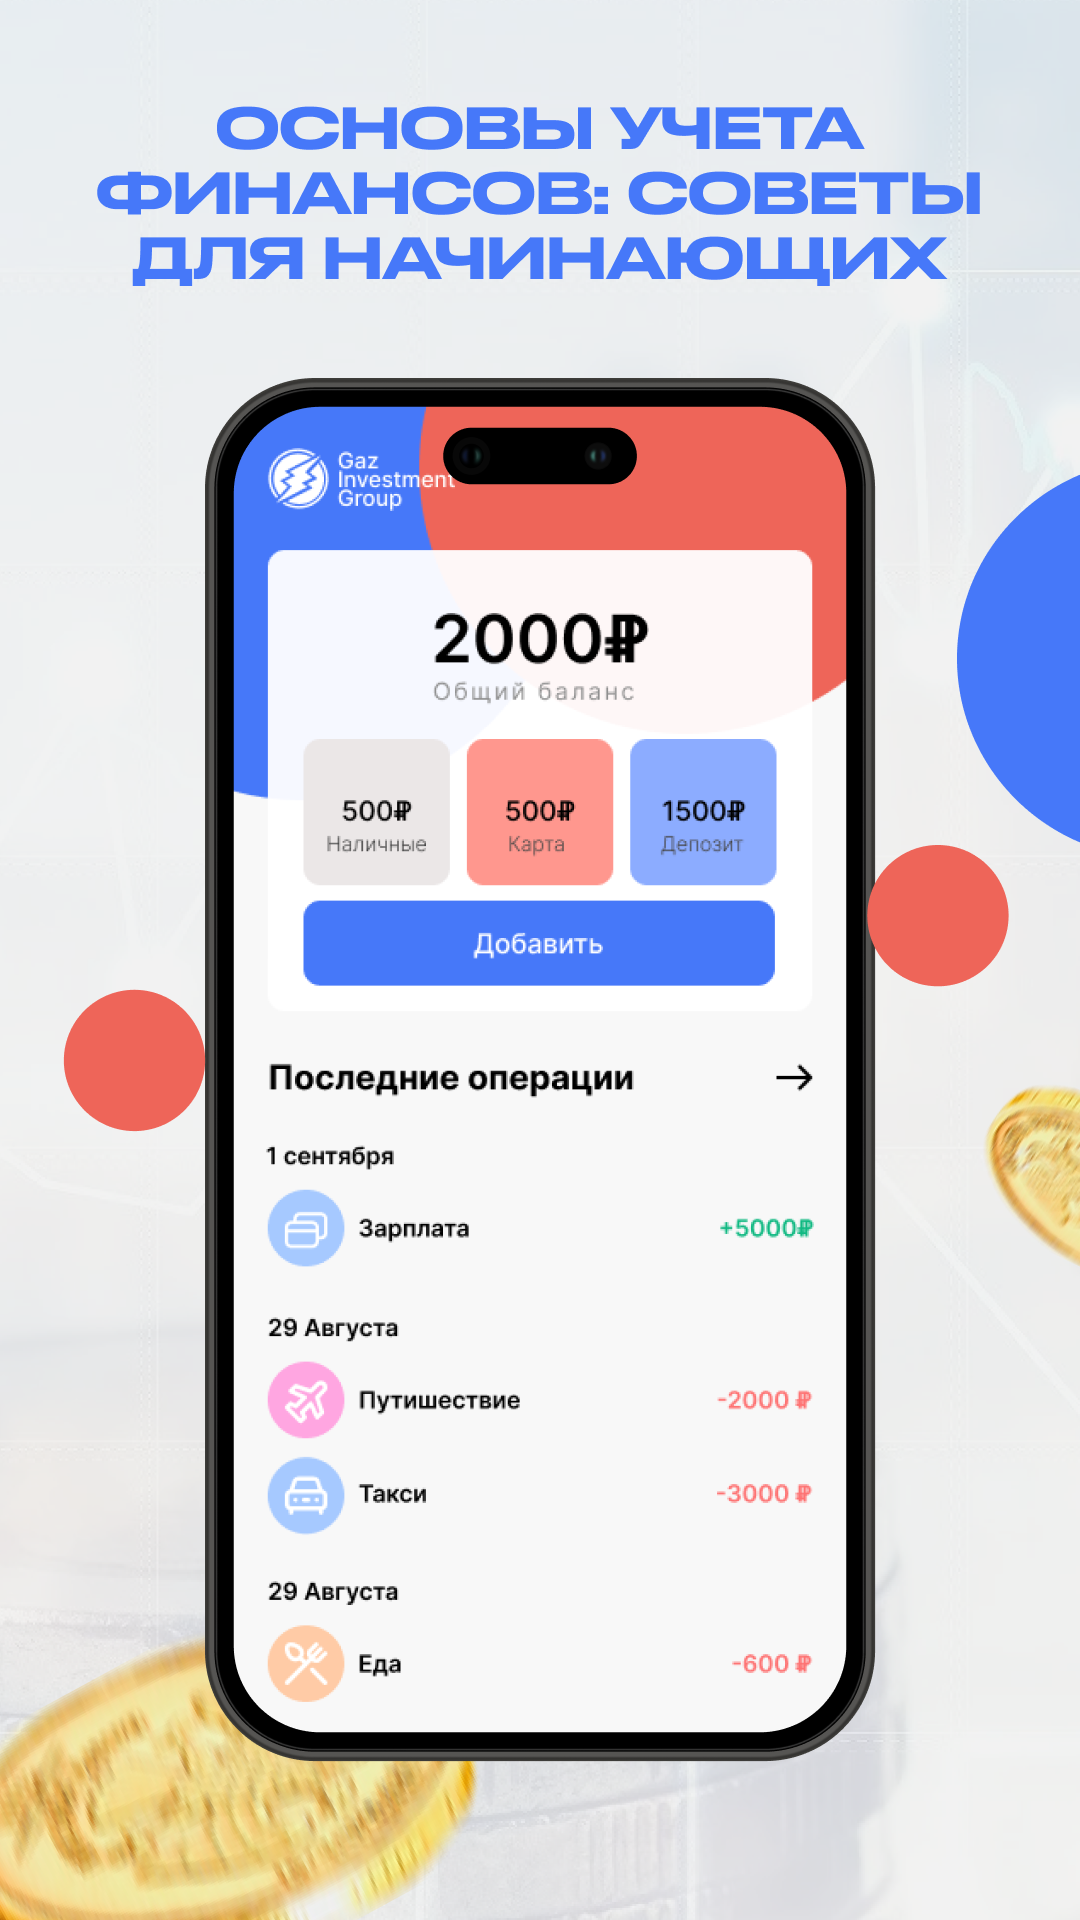 ОСНОВЫ УЧЕТА
ФИНАНСОВ: СОВЕТЫ
ДЛЯ НАЧИНАЮЩИХ
Gaz
Investment
Group
2000₽
Общий баланс
500₽ 500₽ 1500₽
Наличные Карта Депозит
Добавить
Последние операции
1 сентября
Зарплата +5000₽
29 Августа
Путишествие -2000 ₽
Такси -3000 ₽
29 Августа
Еда -600 ₽